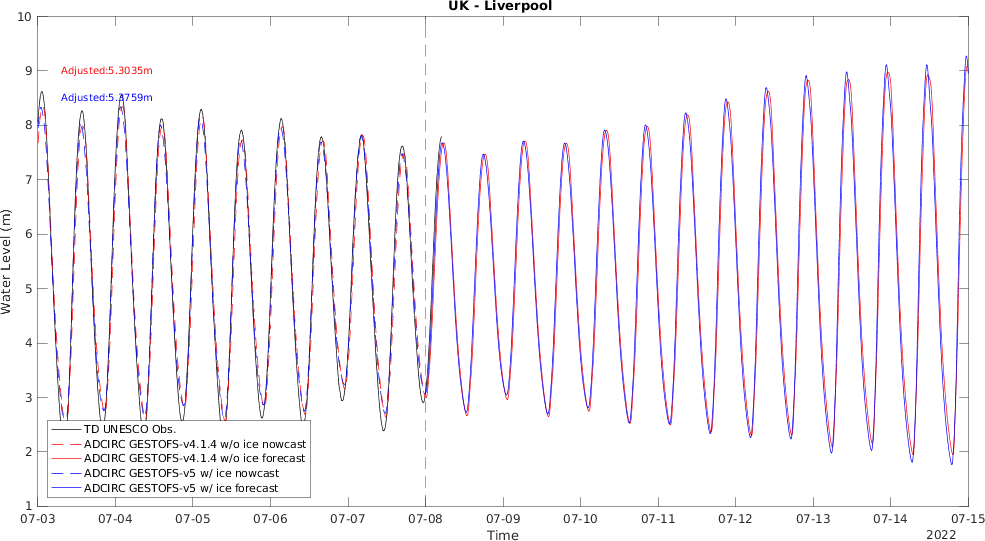 UK - Liverpool
10
9
8
7
6
5
4
3
2
1
Water Level (m)
Adjusted:5.3035m
Adjusted:5.3759m
TD UNESCO Obs.
ADCIRC GESTOFS-v4.1.4 w/o ice nowcast
ADCIRC GESTOFS-v4.1.4 w/o ice forecast
ADCIRC GESTOFS-v5 w/ ice nowcast
ADCIRC GESTOFS-v5 w/ ice forecast
07-03 07-04 07-05 07-06 07-07 07-08 07-09 07-10 07-11 07-12 07-13 07-14 07-15
Time
2022